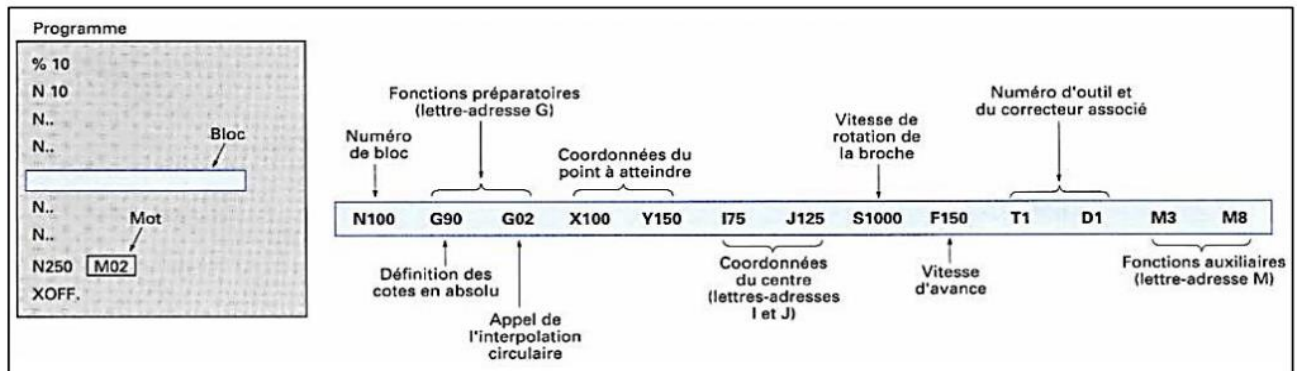 Programme
% 10
N 10
N..
N..
Bloc
N..
N..
Mot
N250 M02
XOFF.
Numéro
de bloc
Fonctions préparatoires
(lettre-adresse G)
Coordonnées du
point à atteindre
Vitesse de
rotation de
la broche
Numéro d'outil et
du correcteur associé
N100 G90 G02 X100 Y150 I75 J125 S1000 F150 T1 D1 M3 M8
Définition des
cotes en absolu
Appel de
l'interpolation
circulaire
Coordonnées
du centre
(lettres-adresses
I et J)
Vitesse
d'avance
Fonctions auxiliaires
(lettre-adresse M)